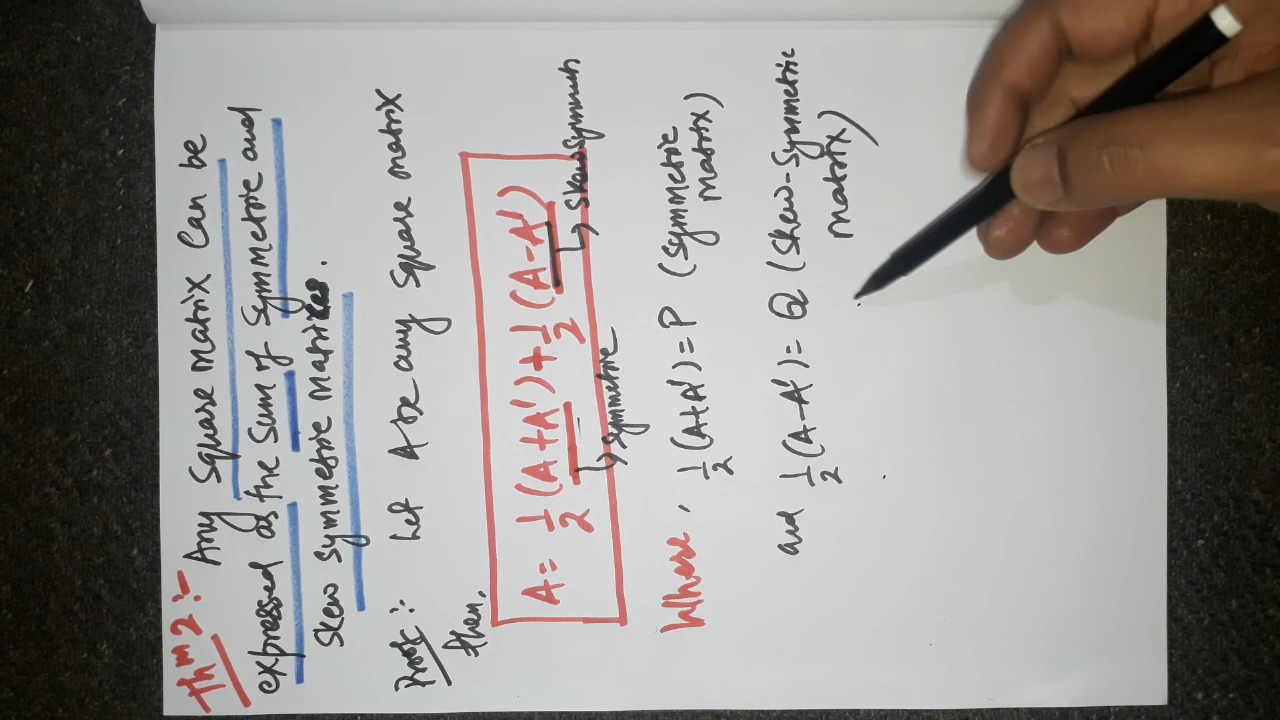 Thm 2:- Any Square matrix Can be
expressed as the Sum of Symmetric and
Skew Symmetric matrices.
Proof:- Let A be any Square matrix
then,
A = 1/2 (A + A') + 1/2 (A - A')
↳ Symmetric ↳ Skew Symm
Where, 1/2 (A+A') = P (Symmetric
matrix)
and 1/2 (A - A') = Q (Skew-Symmetric
matrix)